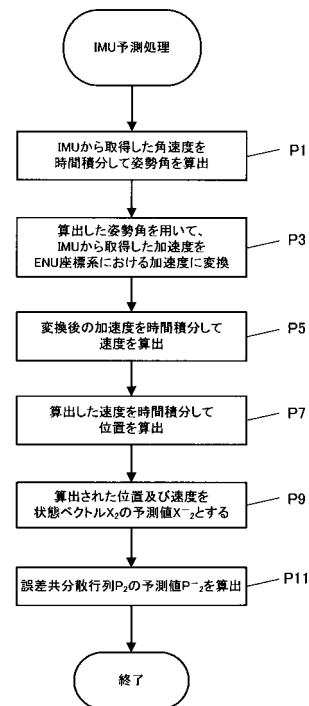 IMU予測処理
IMUから取得した角速度を
時間積分して姿勢角を算出
P1
算出した姿勢角を用いて、
IMUから取得した加速度を
ENU座標系における加速度に変換
P3
変換後の加速度を時間積分して
速度を算出
P5
算出した速度を時間積分して
位置を算出
P7
算出された位置及び速度を
状態ベクトルX₂の予測値X⁻₂とする
P9
誤差共分散行列P₂の予測値P⁻₂を算出
P11
終了